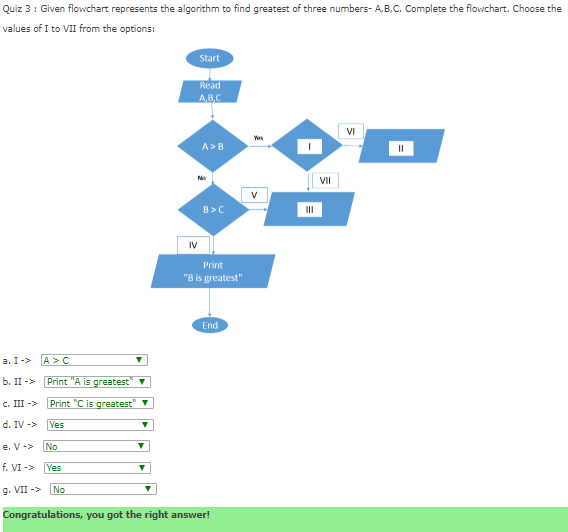 Quiz 3 : Given flowchart represents the algorithm to find greatest of three numbers- A,B,C. Complete the flowchart. Choose the
values of I to VII from the options:
Start
Read
A,B,C
A > B
Yes
I
VI
II
No
VII
B > C
V
III
IV
Print
"B is greatest"
End
a. I -> A > C
b. II -> Print "A is greatest"
c. III -> Print "C is greatest"
d. IV -> Yes
e. V -> No
f. VI -> Yes
g. VII -> No
Congratulations, you got the right answer!